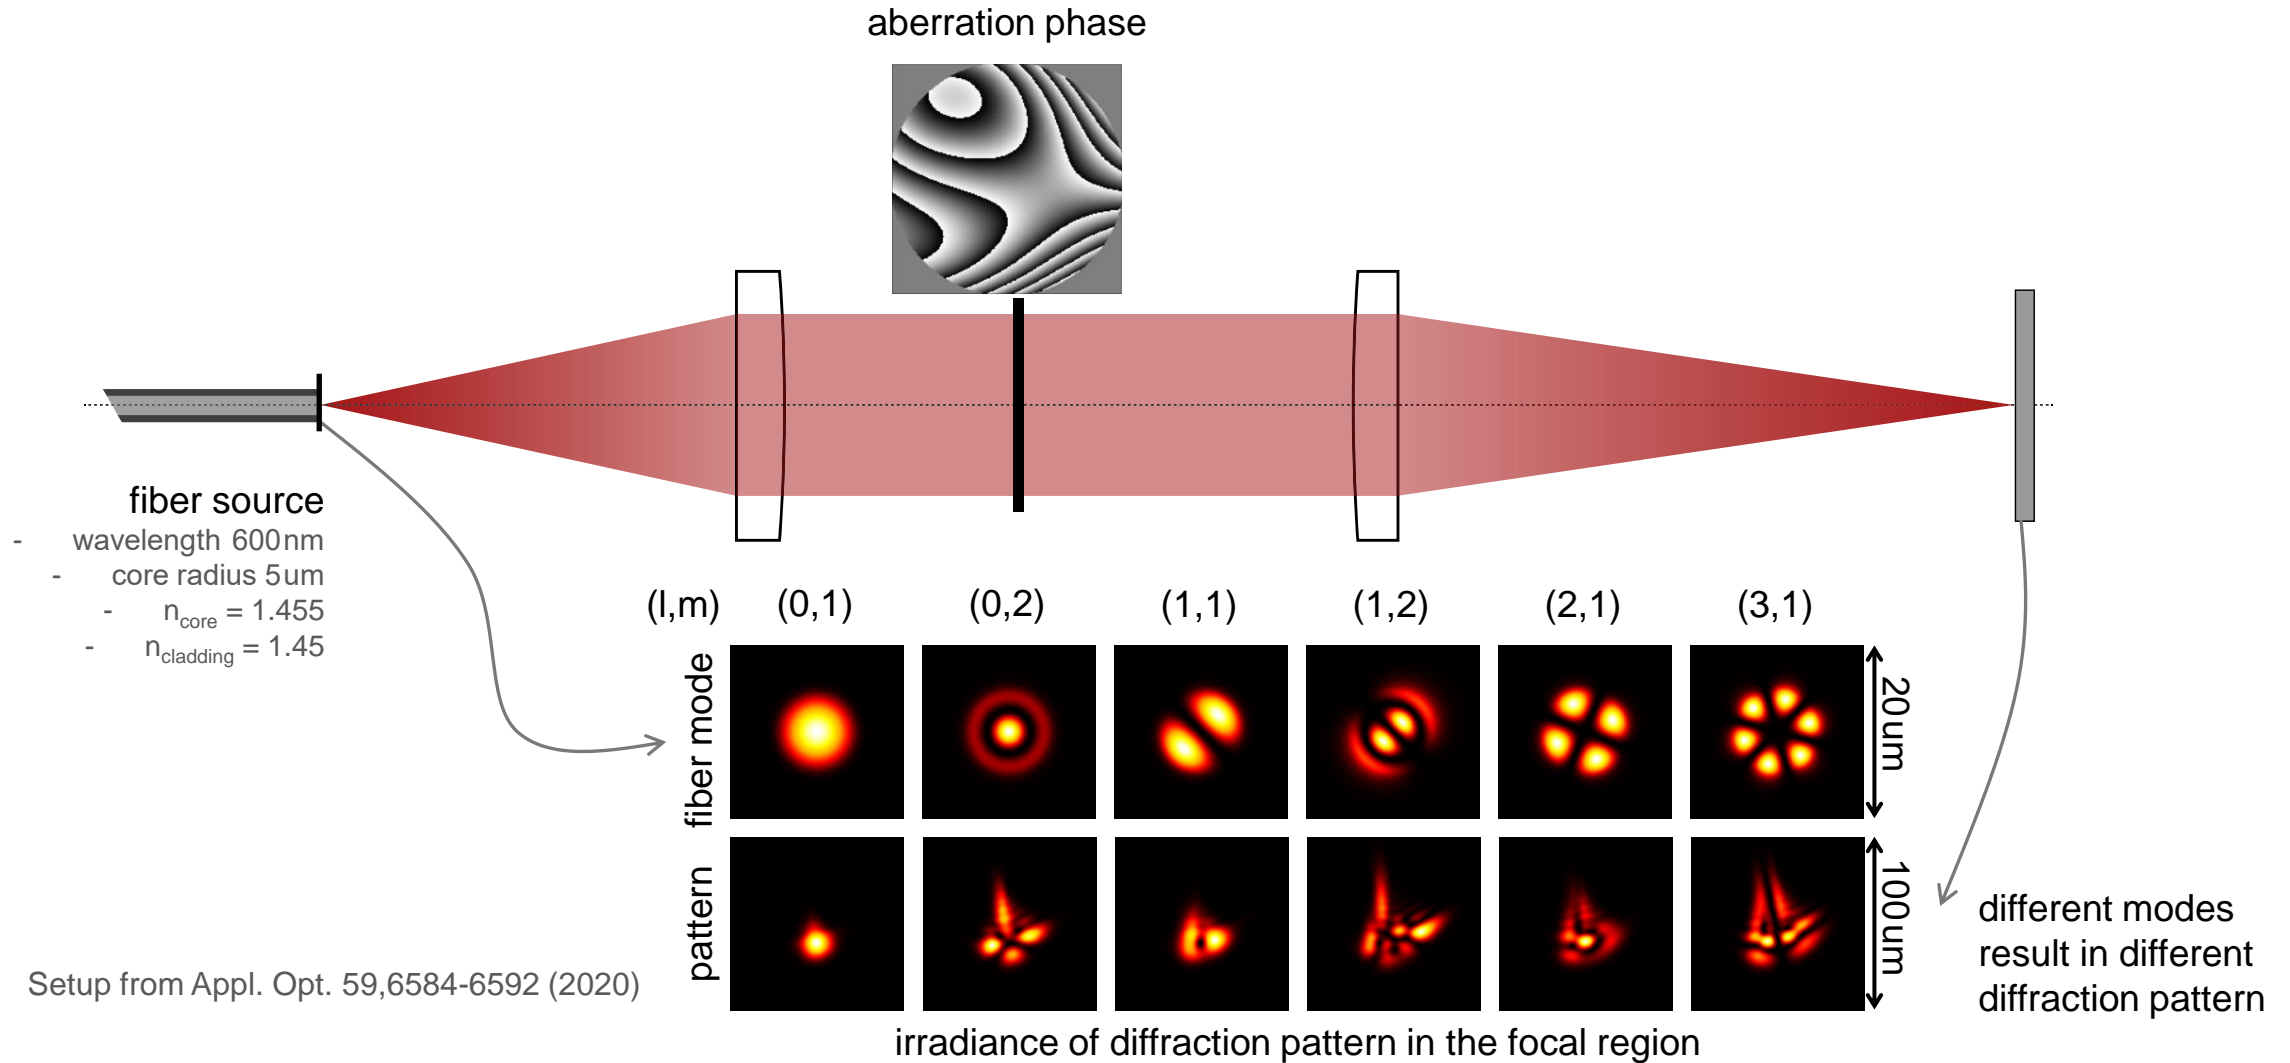 aberration phase
fiber source
- wavelength 600nm
- core radius 5um
- n_core = 1.455
- n_cladding = 1.45
(l,m) (0,1) (0,2) (1,1) (1,2) (2,1) (3,1)
fiber mode
20um
pattern
100um
different modes
result in different
diffraction pattern
Setup from Appl. Opt. 59,6584-6592 (2020)
irradiance of diffraction pattern in the focal region